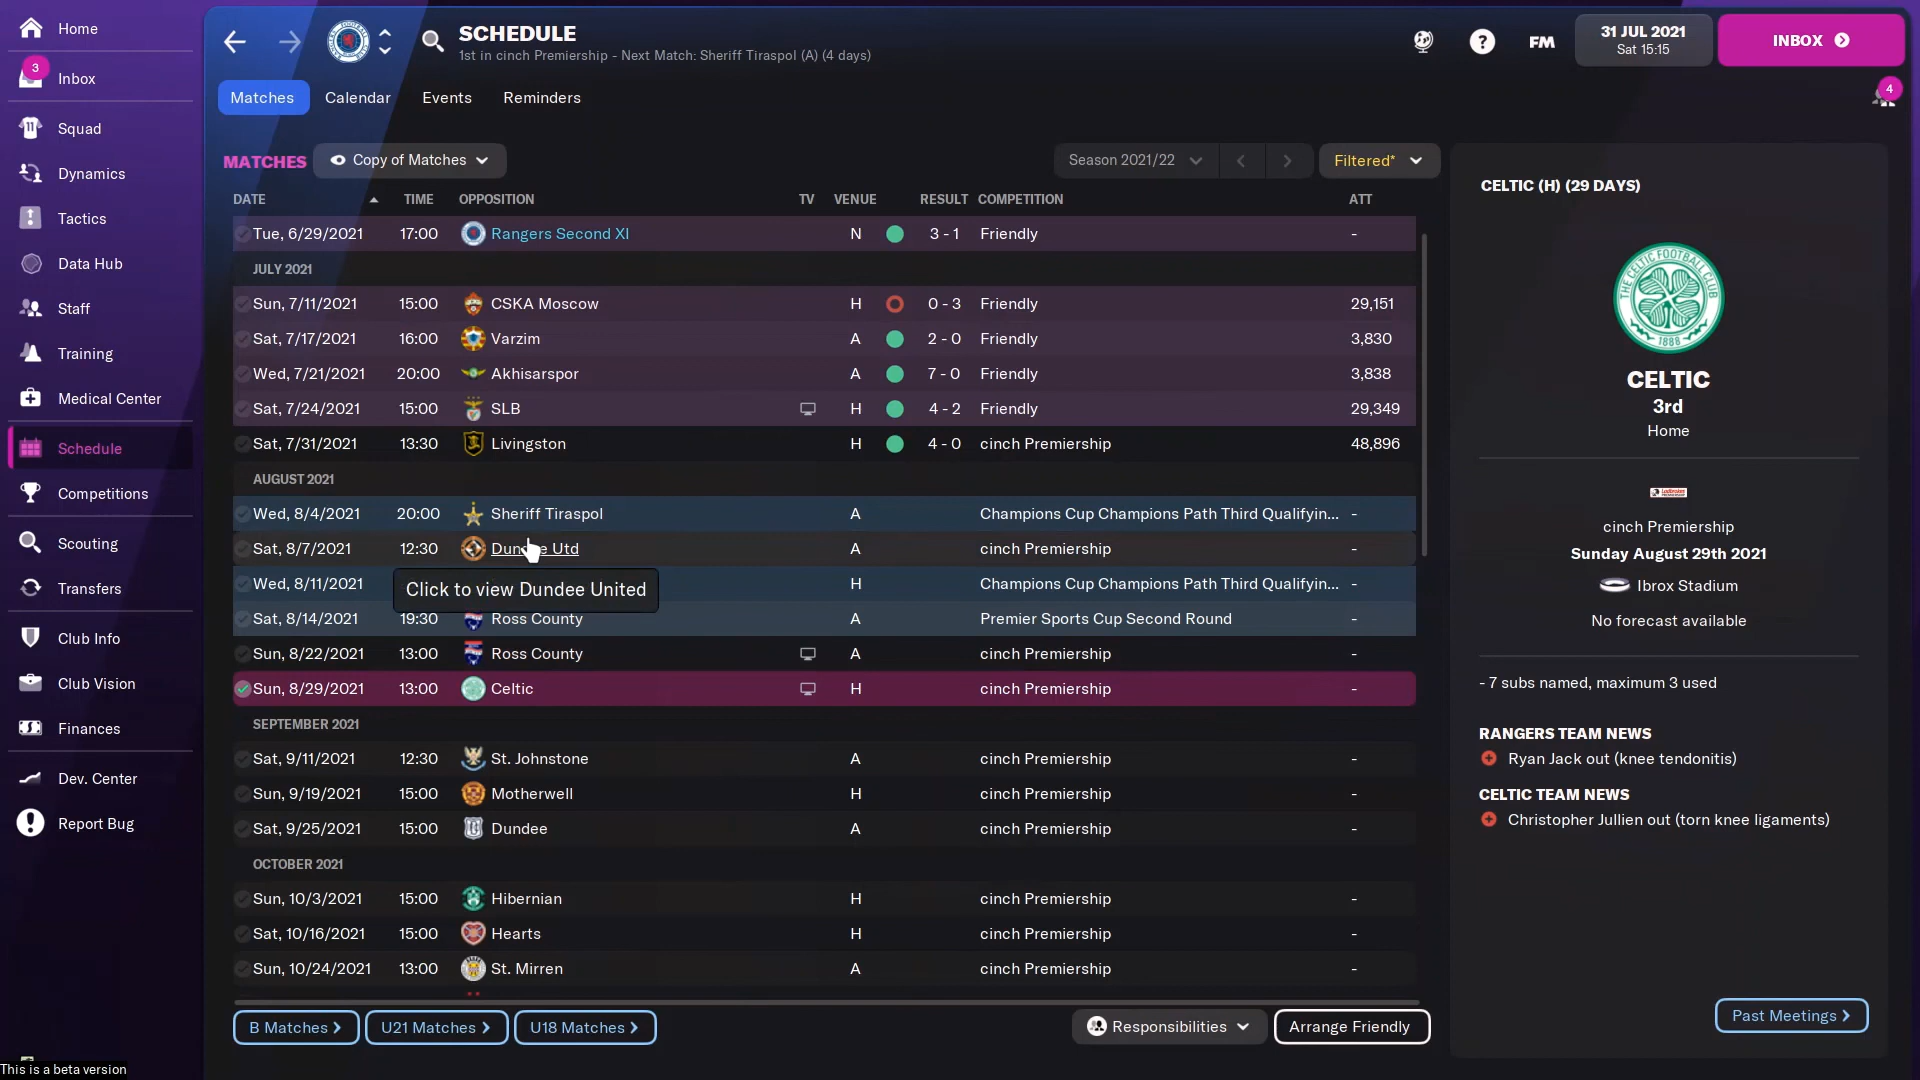 Home
3
Inbox
Squad
Dynamics
Tactics
Data Hub
Staff
Training
Medical Center
Schedule
Competitions
Scouting
Transfers
Club Info
Club Vision
Finances
Dev. Center
Report Bug
This is a beta version
SCHEDULE
1st in cinch Premiership - Next Match: Sheriff Tiraspol (A) (4 days)
FM
31 JUL 2021
Sat 15:15
INBOX
4
Matches Calendar Events Reminders
MATCHES Copy of Matches Season 2021/22 Filtered*
DATE TIME OPPOSITION TV VENUE RESULT COMPETITION ATT
Tue, 6/29/2021 17:00 Rangers Second XI N 3 - 1 Friendly -
JULY 2021
Sun, 7/11/2021 15:00 CSKA Moscow H 0 - 3 Friendly 29,151
Sat, 7/17/2021 16:00 Varzim A 2 - 0 Friendly 3,830
Wed, 7/21/2021 20:00 Akhisarspor A 7 - 0 Friendly 3,838
Sat, 7/24/2021 15:00 SLB H 4 - 2 Friendly 29,349
Sat, 7/31/2021 13:30 Livingston H 4 - 0 cinch Premiership 48,896
AUGUST 2021
Wed, 8/4/2021 20:00 Sheriff Tiraspol A Champions Cup Champions Path Third Qualifyin... -
Sat, 8/7/2021 12:30 Utd A cinch Premiership -
Wed, 8/11/2021 H Champions Cup Champions Path Third Qualifyin... -
Click to view Dundee United
Sat, 8/14/2021 19:30 Ross County A Premier Sports Cup Second Round -
Sun, 8/22/2021 13:00 Ross County A cinch Premiership -
Sun, 8/29/2021 13:00 Celtic H cinch Premiership -
SEPTEMBER 2021
Sat, 9/11/2021 12:30 St. Johnstone A cinch Premiership -
Sun, 9/19/2021 15:00 Motherwell H cinch Premiership -
Sat, 9/25/2021 15:00 Dundee A cinch Premiership -
OCTOBER 2021
Sun, 10/3/2021 15:00 Hibernian H cinch Premiership -
Sat, 10/16/2021 15:00 Hearts H cinch Premiership -
Sun, 10/24/2021 13:00 St. Mirren A cinch Premiership -
B Matches U21 Matches U18 Matches Responsibilities Arrange Friendly
CELTIC (H) (29 DAYS)
THE CELTIC FOOTBALL CLUB
1888
CELTIC
3rd
Home
cinch Premiership
Sunday August 29th 2021
Ibrox Stadium
No forecast available
- 7 subs named, maximum 3 used
RANGERS TEAM NEWS
Ryan Jack out (knee tendonitis)
CELTIC TEAM NEWS
Christopher Jullien out (torn knee ligaments)
Past Meetings